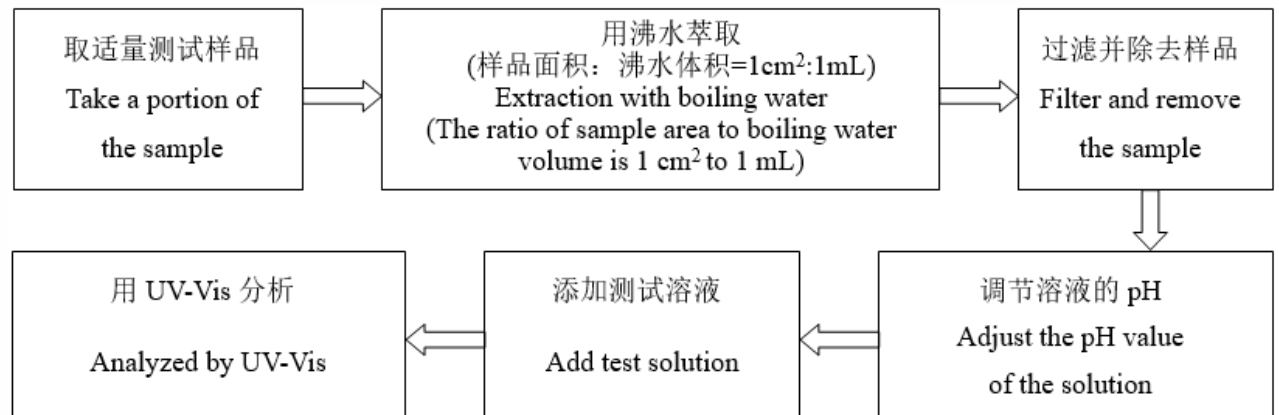 取适量测试样品
Take a portion of
the sample
用沸水萃取
(样品面积：沸水体积=1cm²:1mL)
Extraction with boiling water
(The ratio of sample area to boiling water
volume is 1 cm² to 1 mL)
过滤并除去样品
Filter and remove
the sample
调节溶液的 pH
Adjust the pH value
of the solution
添加测试溶液
Add test solution
用 UV-Vis 分析
Analyzed by UV-Vis